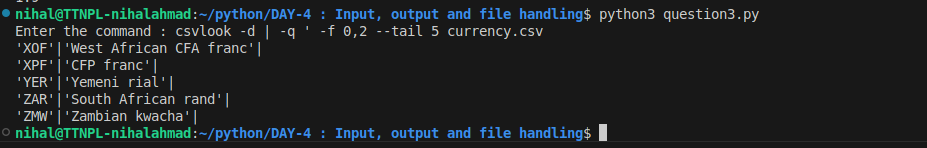 nihal@TTNPL-nihalahmad:~/python/DAY-4 : Input, output and file handling$ python3 question3.py
Enter the command : csvlook -d | -q ' -f 0,2 --tail 5 currency.csv
'XOF'|'West African CFA franc'|
'XPF'|'CFP franc'|
'YER'|'Yemeni rial'|
'ZAR'|'South African rand'|
'ZMW'|'Zambian kwacha'|
nihal@TTNPL-nihalahmad:~/python/DAY-4 : Input, output and file handling$